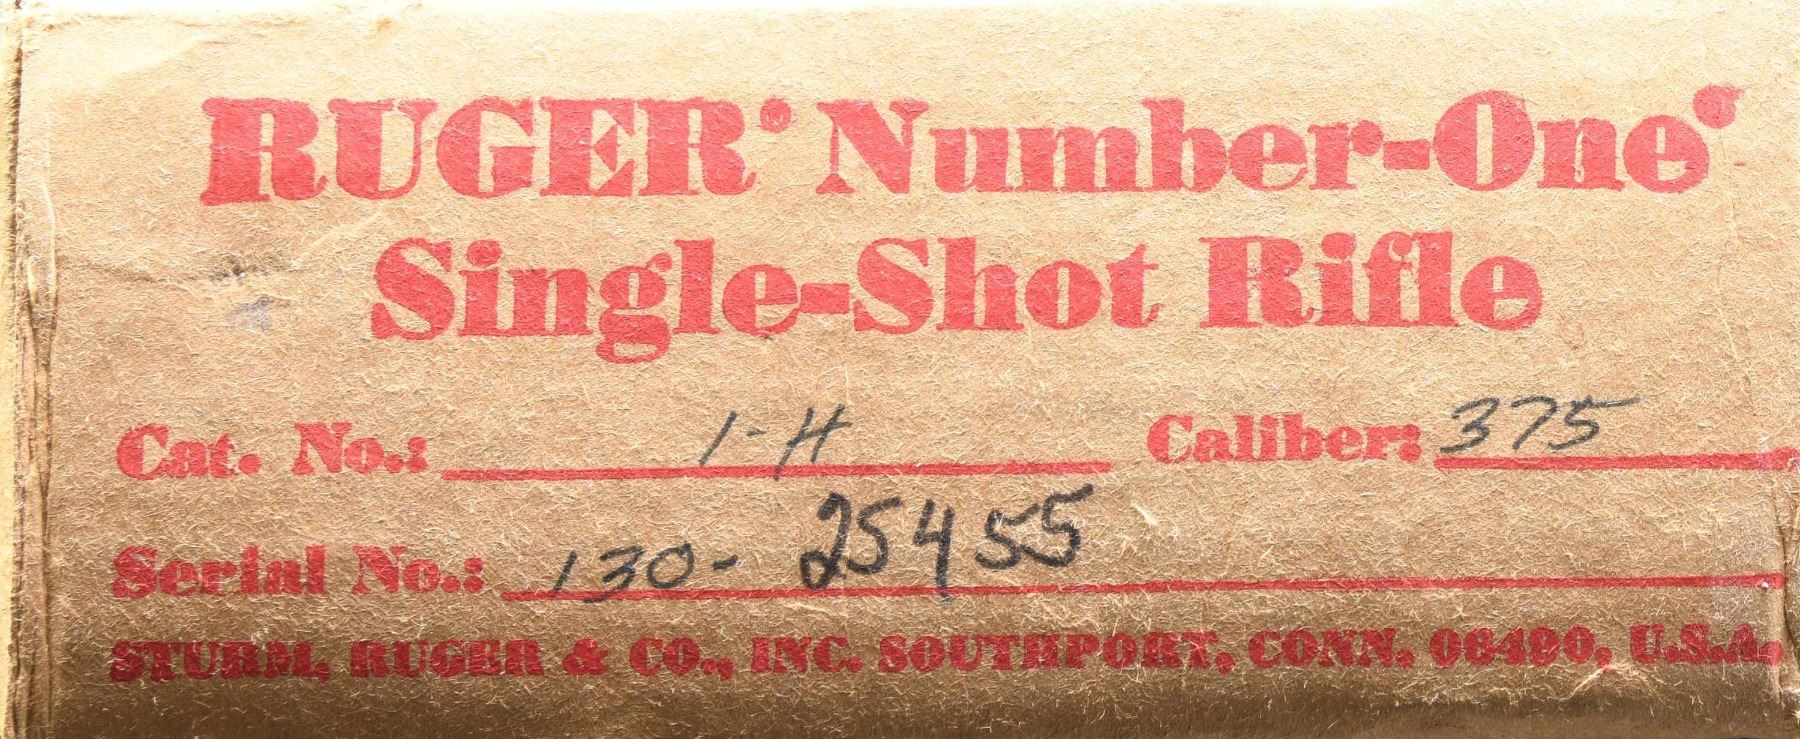 RUGER® Number-One®
Single-Shot Rifle
Cat. No.: 1-H Caliber: 375
Serial No.: 130-25455
STURM, RUGER & CO., INC. SOUTHPORT, CONN. 06490, U.S.A.